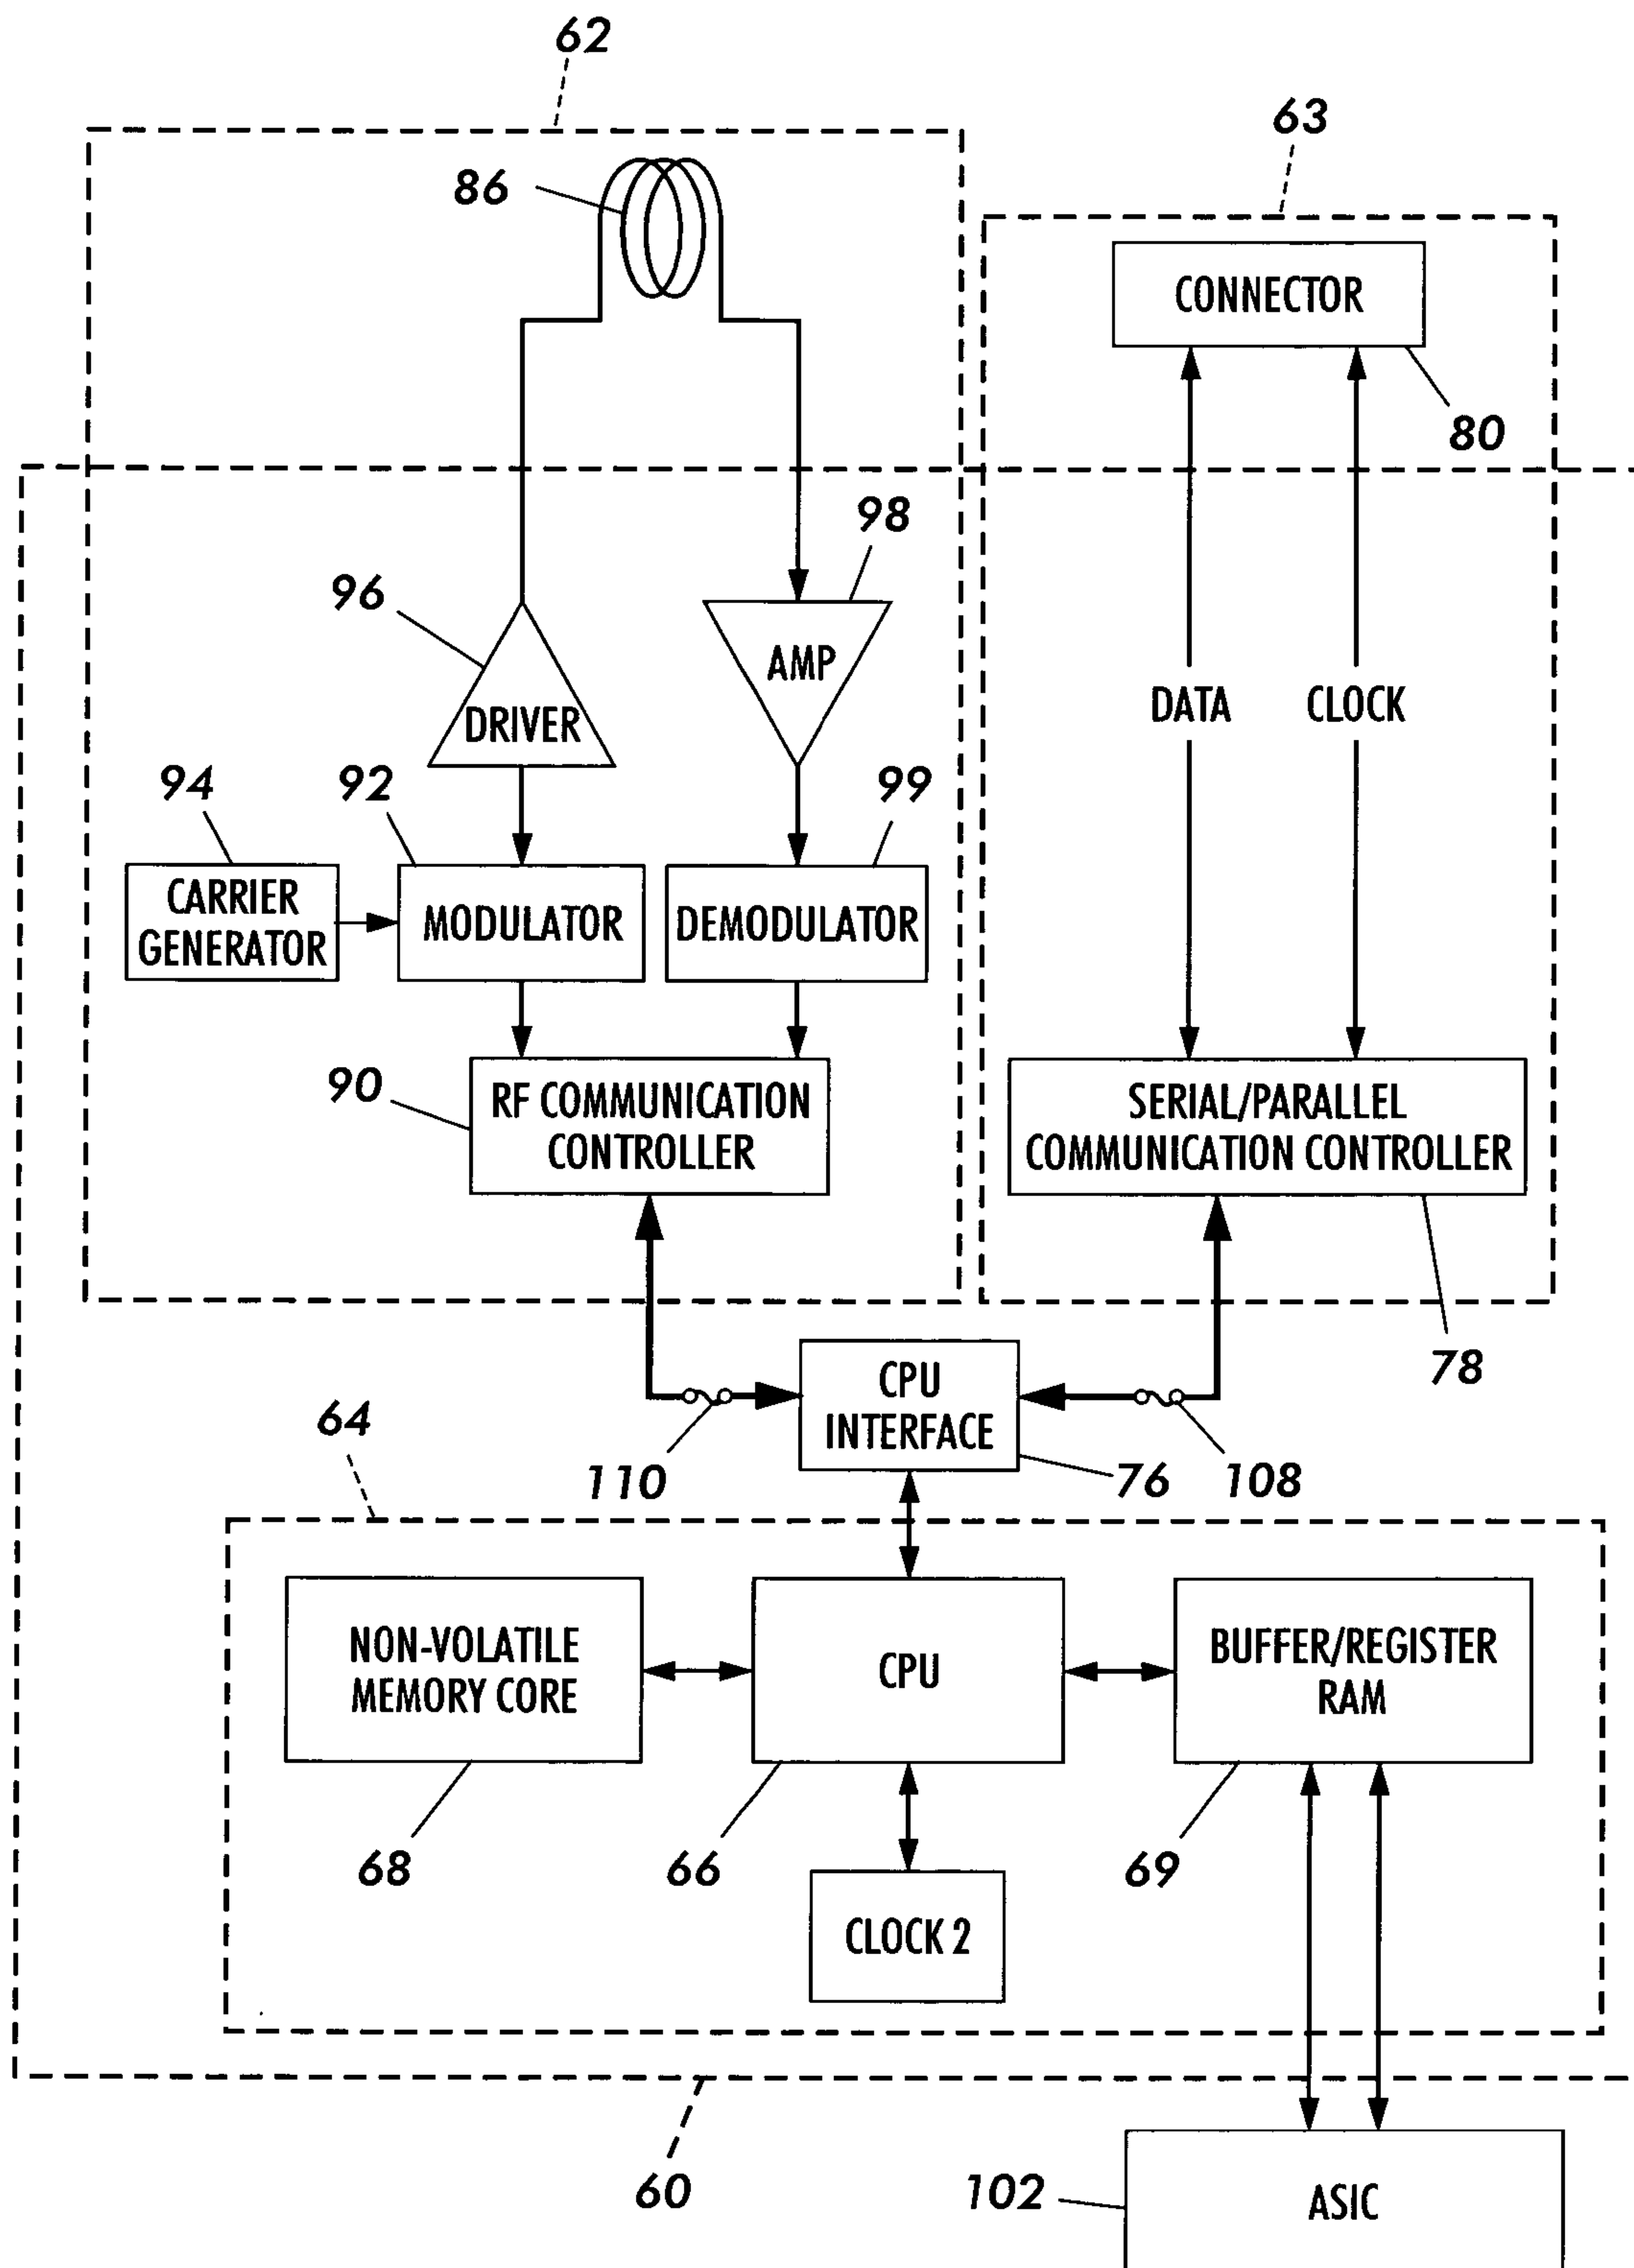 62
63
86
CONNECTOR
80
98
96
AMP
DRIVER
DATA
CLOCK
94
92
99
CARRIER
GENERATOR
MODULATOR
DEMODULATOR
90
RF COMMUNICATION
CONTROLLER
SERIAL/PARALLEL
COMMUNICATION CONTROLLER
78
CPU
INTERFACE
64
110
76
108
NON-VOLATILE
MEMORY CORE
CPU
BUFFER/REGISTER
RAM
68
66
69
CLOCK 2
60
102
ASIC